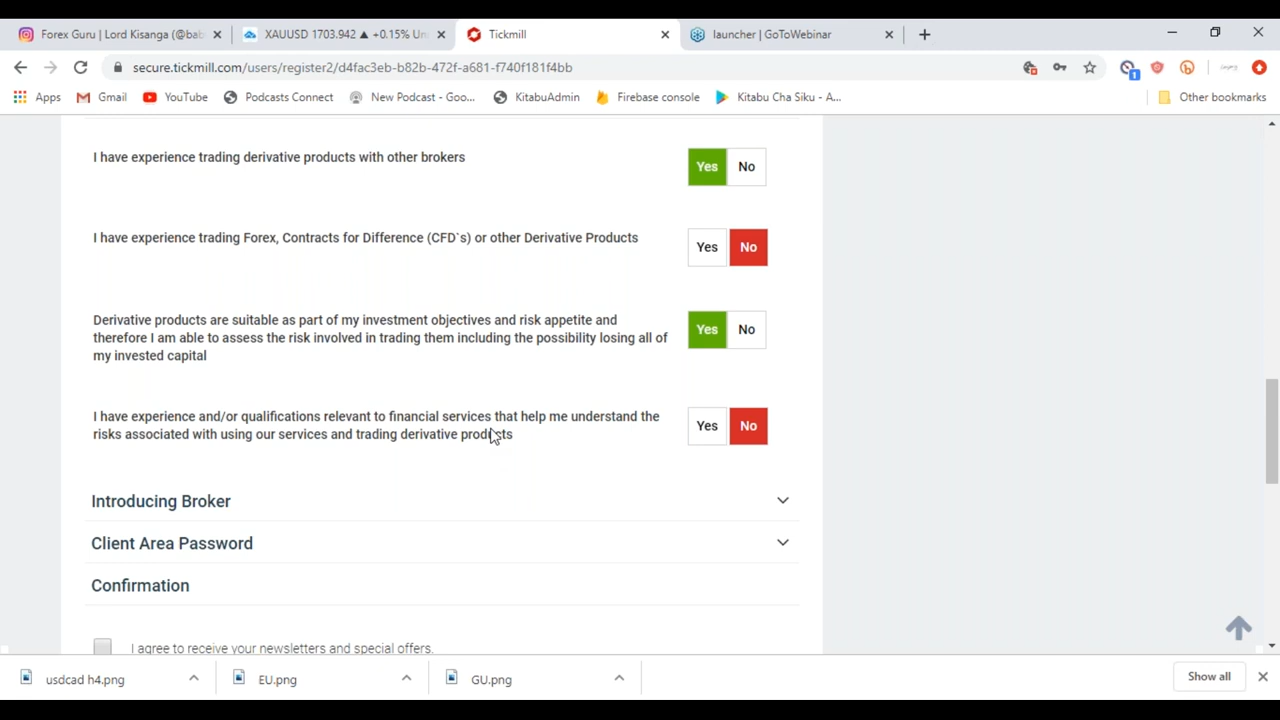 Forex Guru | Lord Kisanga (@bab
XAUUSD 1703.942 ▲ +0.15% Un
Tickmill
launcher | GoToWebinar
secure.tickmill.com/users/register2/d4fac3eb-b82b-472f-a681-f740f181f4bb
1
Apps
Gmail
YouTube
Podcasts Connect
New Podcast - Goo...
KitabuAdmin
Firebase console
Kitabu Cha Siku - A...
Other bookmarks
I have experience trading derivative products with other brokers
Yes No
I have experience trading Forex, Contracts for Difference (CFD`s) or other Derivative Products
Yes No
Derivative products are suitable as part of my investment objectives and risk appetite and
therefore I am able to assess the risk involved in trading them including the possibility losing all of
my invested capital
Yes No
I have experience and/or qualifications relevant to financial services that help me understand the
risks associated with using our services and trading derivative products
Yes No
Introducing Broker
Client Area Password
Confirmation
I agree to receive your newsletters and special offers.
usdcad h4.png
EU.png
GU.png
Show all